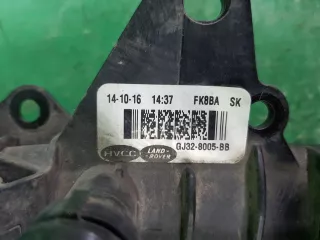 14-10-16 14:37 FK8BA SK
HVCC LAND-ROVER GJ32-8005-BB